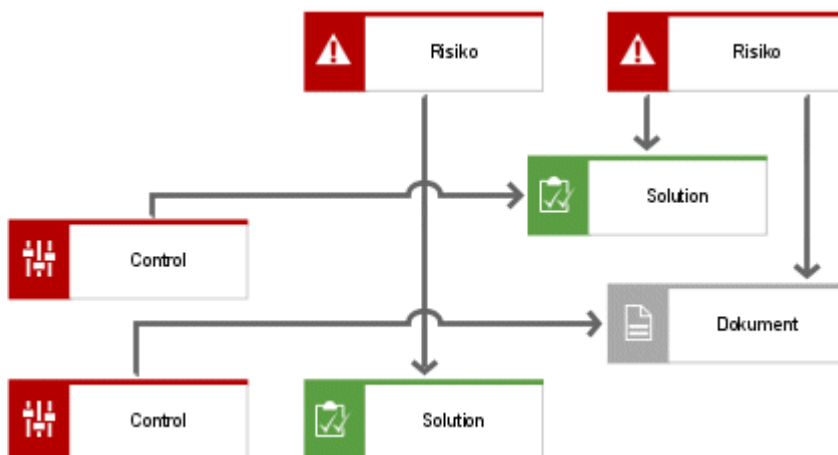 Risiko
Risiko
Solution
Control
Dokument
Control
Solution